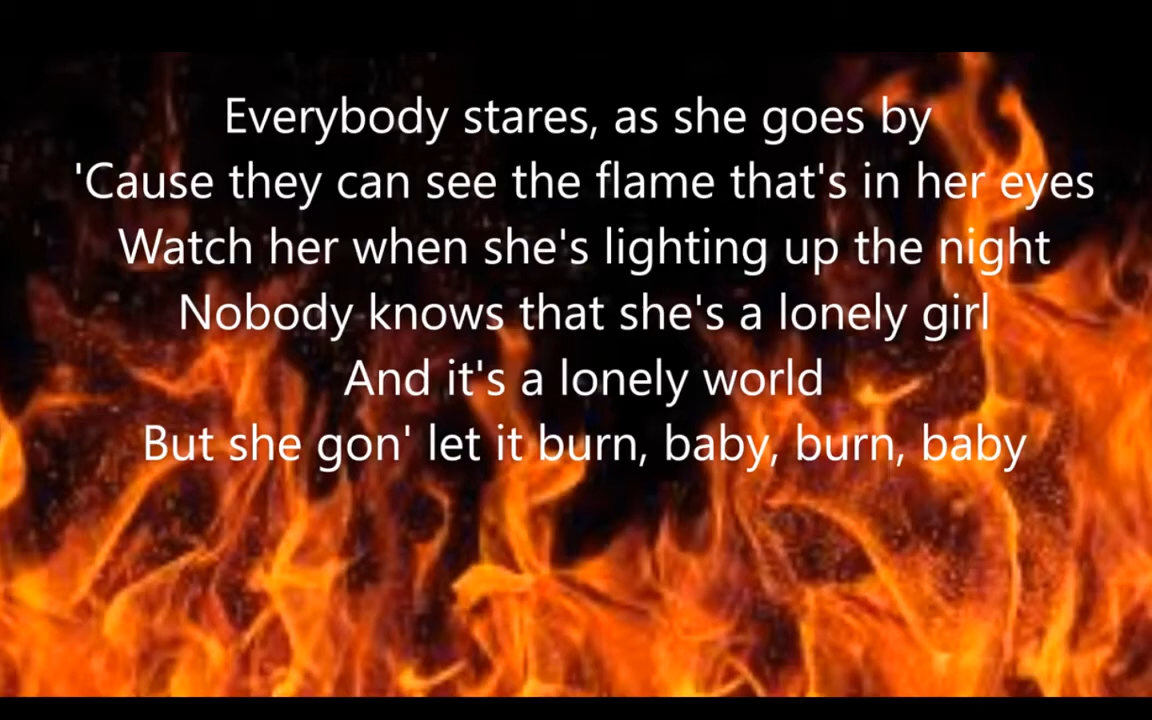 Everybody stares, as she goes by
'Cause they can see the flame that's in her eyes
Watch her when she's lighting up the night
Nobody knows that she's a lonely girl
And it's a lonely world
But she gon' let it burn, baby, burn, baby